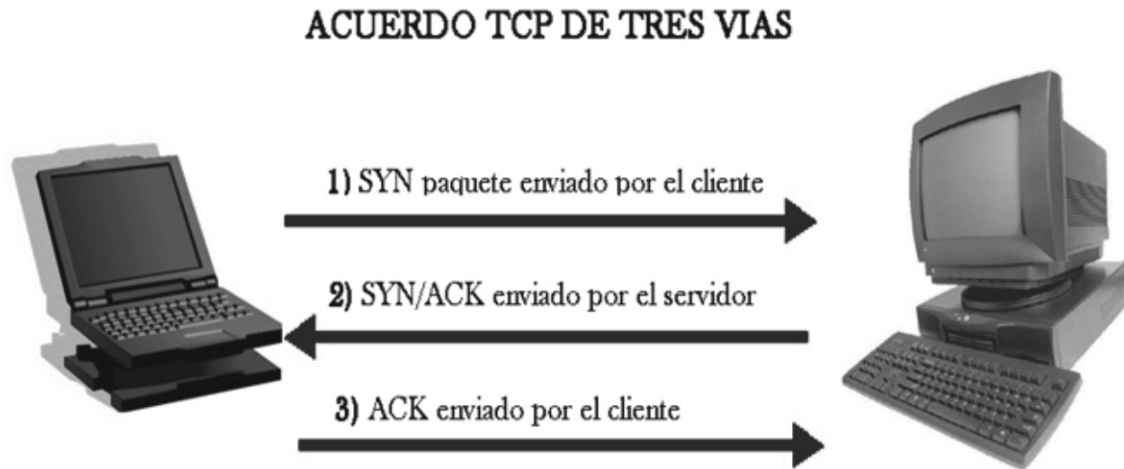 ACUERDO TCP DE TRES VIAS
1) SYN paquete enviado por el cliente
2) SYN/ACK enviado por el servidor
3) ACK enviado por el cliente